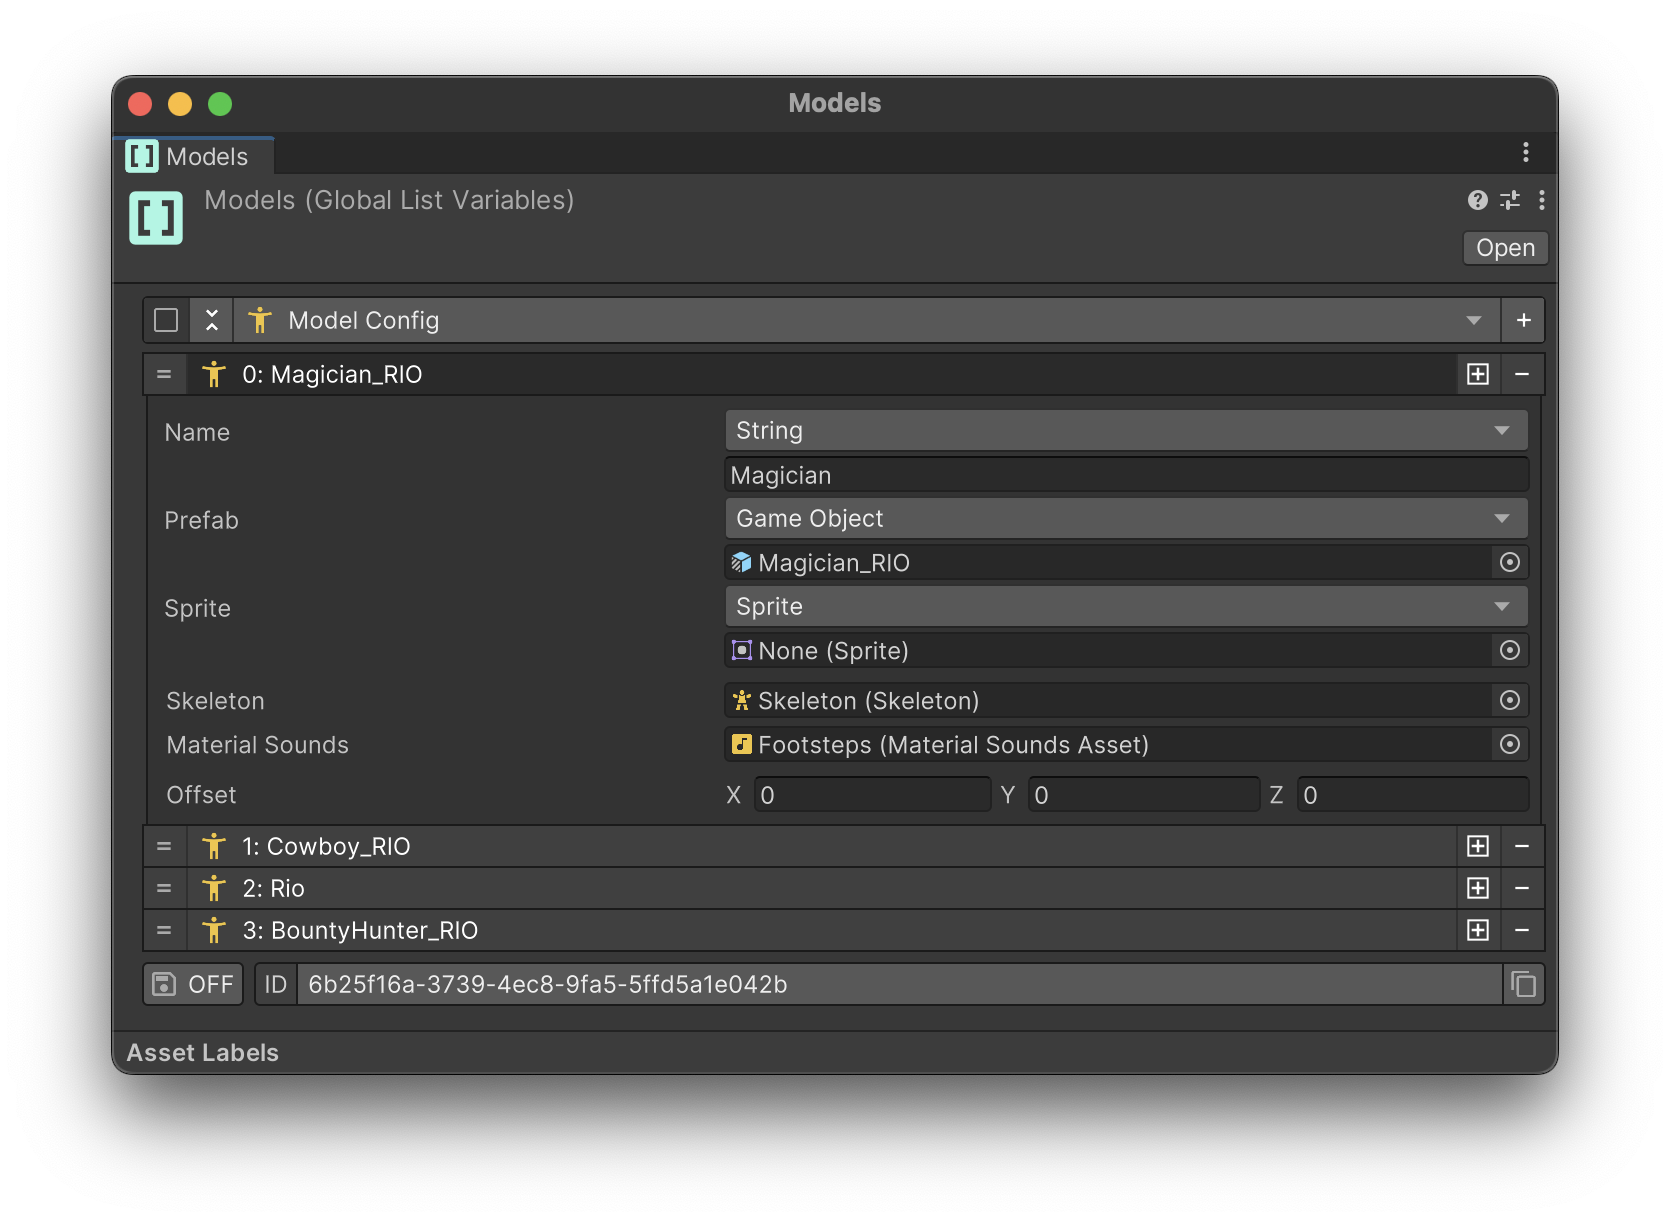 Models
Models
Models (Global List Variables)
Open
Model Config
0: Magician_RIO
Name
String
Magician
Prefab
Game Object
Magician_RIO
Sprite
Sprite
None (Sprite)
Skeleton
Skeleton (Skeleton)
Material Sounds
Footsteps (Material Sounds Asset)
Offset X 0 Y 0 Z 0
1: Cowboy_RIO
2: Rio
3: BountyHunter_RIO
OFF ID 6b25f16a-3739-4ec8-9fa5-5ffd5a1e042b
Asset Labels